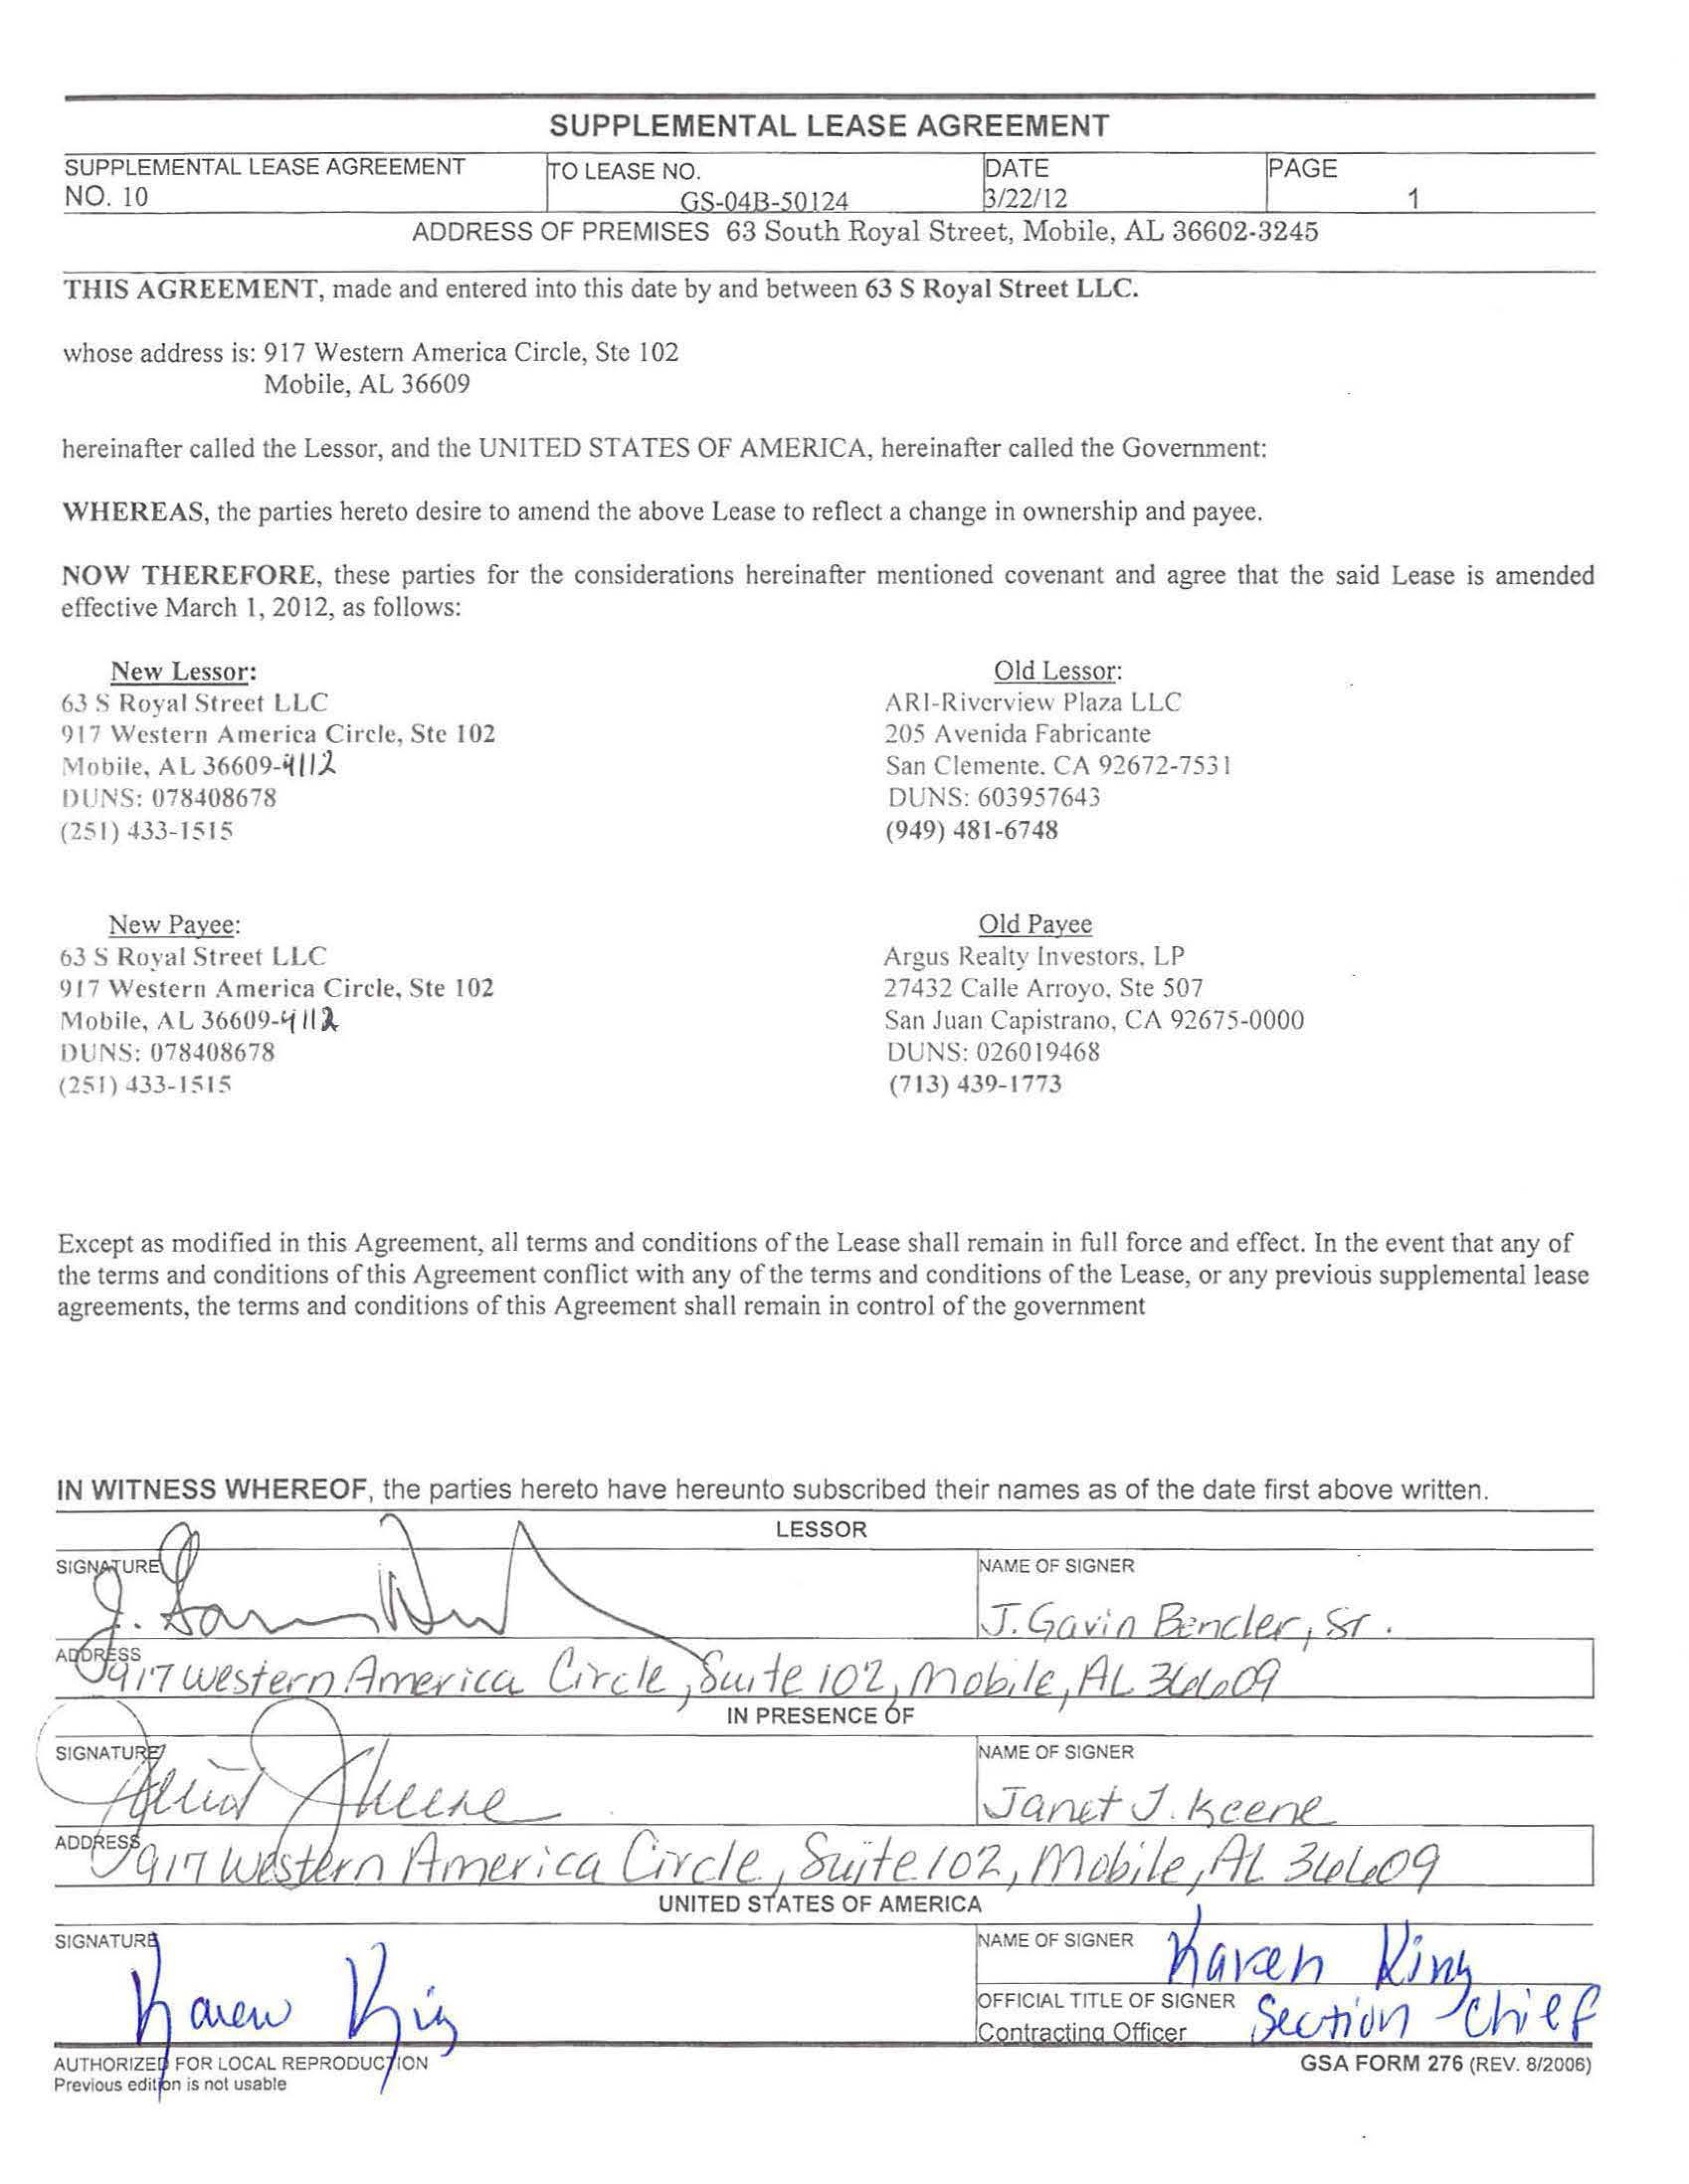 SUPPLEMENTAL LEASE AGREEMENT
SUPPLEMENTAL LEASE AGREEMENT
NO. 10
TO LEASE NO.
GS-04B-50124
DATE
3/22/12
PAGE
1
ADDRESS OF PREMISES 63 South Royal Street, Mobile, AL 36602-3245
THIS AGREEMENT, made and entered into this date by and between 63 S Royal Street LLC.
whose address is: 917 Western America Circle, Ste 102
Mobile, AL 36609
hereinafter called the Lessor, and the UNITED STATES OF AMERICA, hereinafter called the Government:
WHEREAS, the parties hereto desire to amend the above Lease to reflect a change in ownership and payee.
NOW THEREFORE, these parties for the considerations hereinafter mentioned covenant and agree that the said Lease is amended
effective March 1, 2012, as follows:
New Lessor:
63 S Royal Street LLC
917 Western America Circle, Ste 102
Mobile, AL 36609-4112
DUNS: 078408678
(251) 433-1515
Old Lessor:
ARI-Riverview Plaza LLC
205 Avenida Fabricante
San Clemente. CA 92672-7531
DUNS: 603957643
(949) 481-6748
New Payee:
63 S Royal Street LLC
917 Western America Circle, Ste 102
Mobile, AL 36609-4112
DUNS: 078408678
(251) 433-1515
Old Payee
Argus Realty Investors, LP
27432 Calle Arroyo, Ste 507
San Juan Capistrano, CA 92675-0000
DUNS: 026019468
(713) 439-1773
Except as modified in this Agreement, all terms and conditions of the Lease shall remain in full force and effect. In the event that any of
the terms and conditions of this Agreement conflict with any of the terms and conditions of the Lease, or any previous supplemental lease
agreements, the terms and conditions of this Agreement shall remain in control of the government
IN WITNESS WHEREOF, the parties hereto have hereunto subscribed their names as of the date first above written.
LESSOR
SIGNATURE
NAME OF SIGNER
J. Gavin Bender, Sr.
ADDRESS
917 Western America Circle, Suite 102, Mobile, AL 36609
IN PRESENCE OF
SIGNATURE
Janet J Keene
NAME OF SIGNER
Janet J. Keene
ADDRESS
917 Western America Circle, Suite 102, Mobile, AL 36609
UNITED STATES OF AMERICA
SIGNATURE
Karen King
NAME OF SIGNER
Karen King
OFFICIAL TITLE OF SIGNER
Contracting Officer
Section Chief
AUTHORIZED FOR LOCAL REPRODUCTION
Previous edition is not usable
GSA FORM 276 (REV. 8/2006)